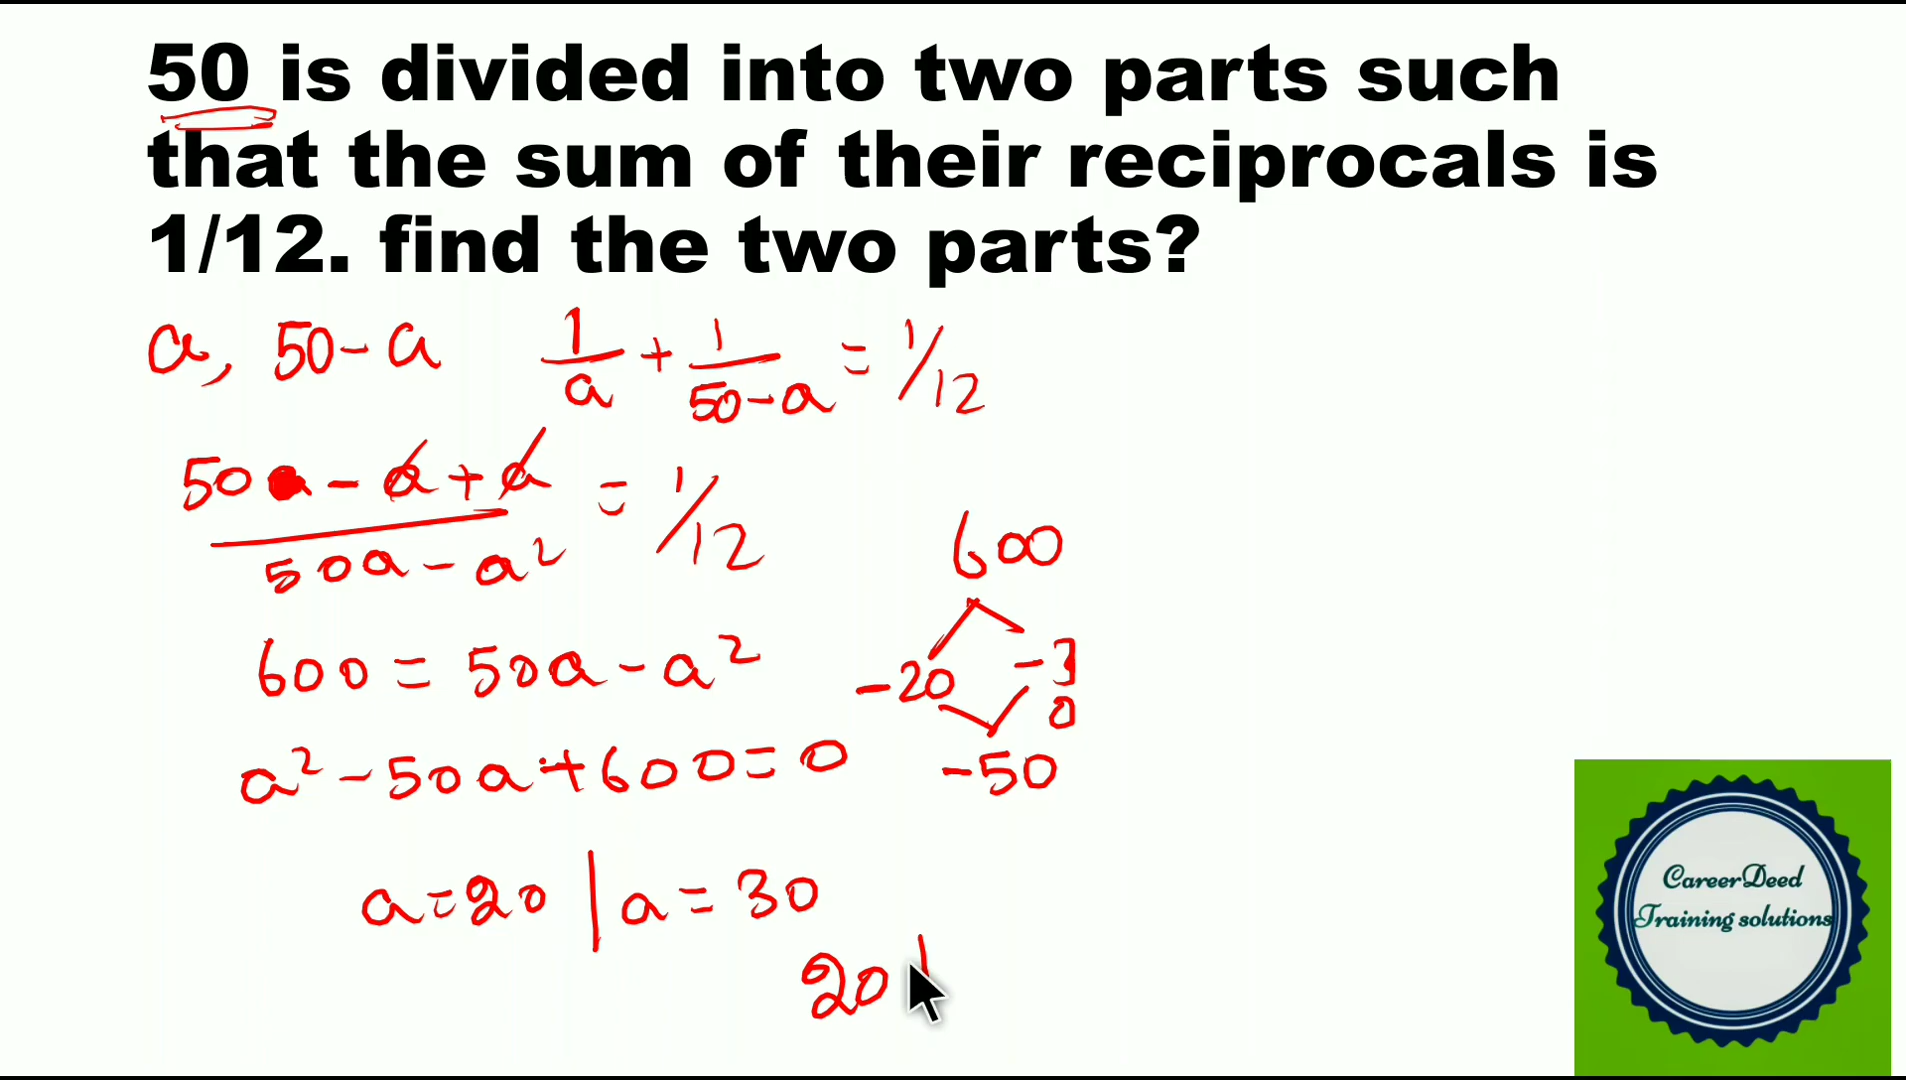 50 is divided into two parts such
that the sum of their reciprocals is
1/12. find the two parts?
a, 50-a 1/a + 1/50-a = 1/12
50a - a + a / 50a - a² = 1/12
600
600 = 50a - a²
-20 -30
a² - 50a + 600 = 0
-50
a=20 | a = 30
20 |
CareerDeed
Training solutions